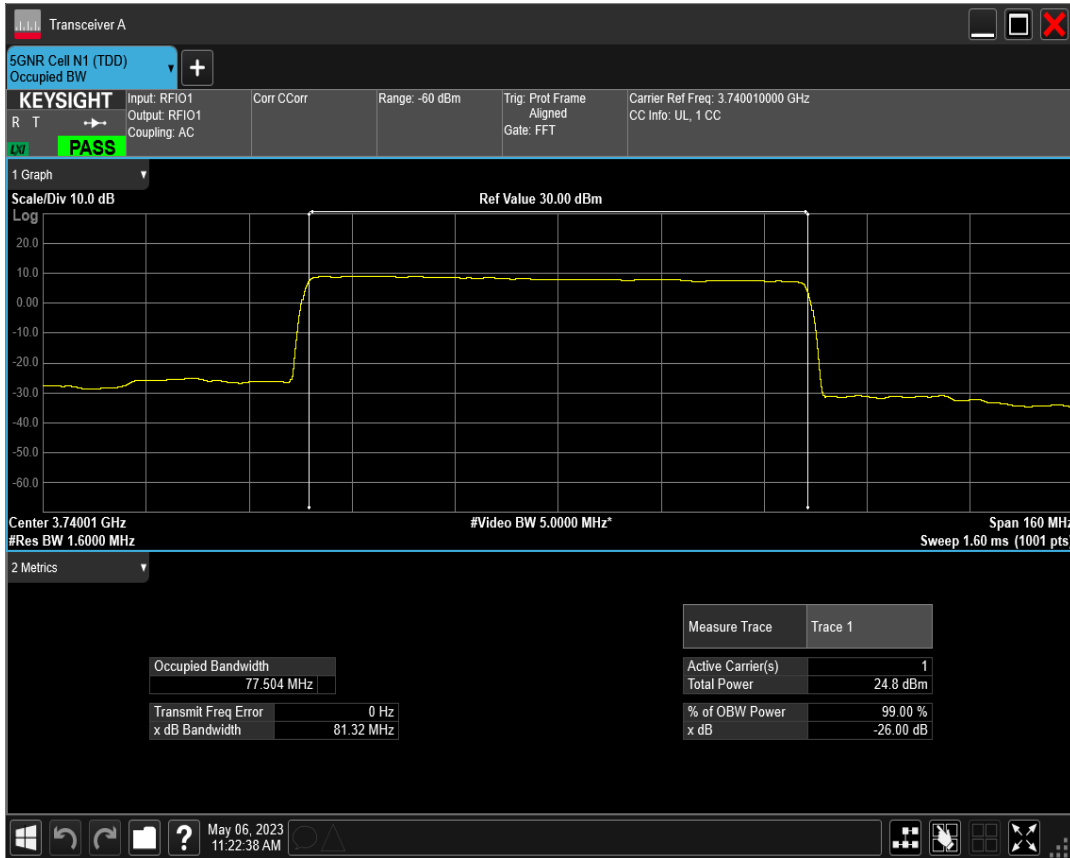 Transceiver A
5GNR Cell N1 (TDD)
Occupied BW
+
KEYSIGHT
R T
LXI
PASS
Input: RFIO1
Output: RFIO1
Coupling: AC
Corr CCorr
Range: -60 dBm
Trig: Prot Frame
Aligned
Gate: FFT
Carrier Ref Freq: 3.740010000 GHz
CC Info: UL, 1 CC
1 Graph
Scale/Div 10.0 dB
Ref Value 30.00 dBm
Log
20.0
10.0
0.00
-10.0
-20.0
-30.0
-40.0
-50.0
-60.0
Center 3.74001 GHz
#Video BW 5.0000 MHz*
Span 160 MHz
#Res BW 1.6000 MHz
Sweep 1.60 ms (1001 pts)
2 Metrics
Measure Trace Trace 1
Occupied Bandwidth
77.504 MHz
Transmit Freq Error 0 Hz
x dB Bandwidth 81.32 MHz
Active Carrier(s) 1
Total Power 24.8 dBm
% of OBW Power 99.00 %
x dB -26.00 dB
?
May 06, 2023
11:22:38 AM